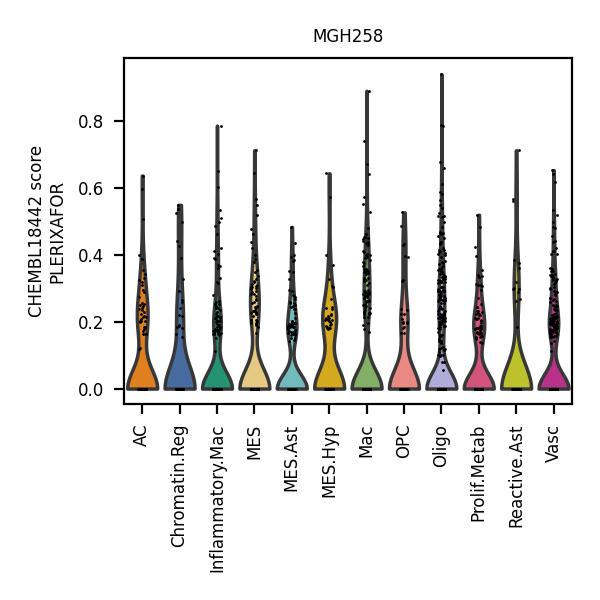 MGH258
CHEMBL18442 score
PLERIXAFOR
0.8
0.6
0.4
0.2
0.0
AC
Chromatin.Reg
Inflammatory.Mac
MES
MES.Ast
MES.Hyp
Mac
OPC
Oligo
Prolif.Metab
Reactive.Ast
Vasc